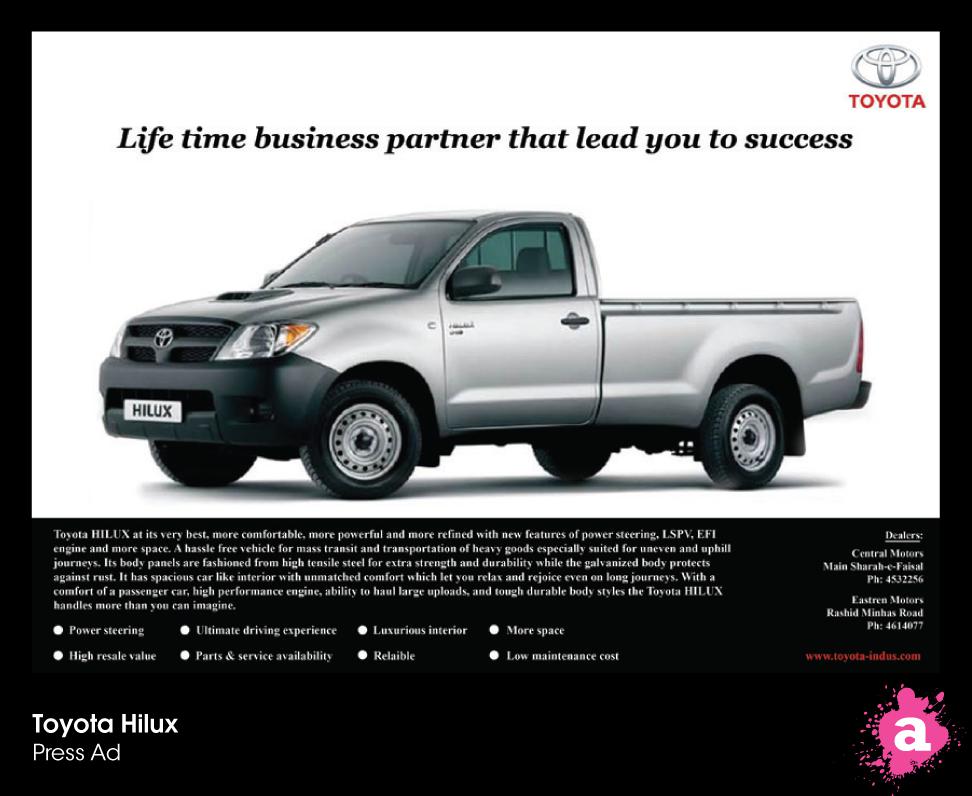 TOYOTA
Life time business partner that lead you to success
HILUX
Toyota HILUX at its very best, more comfortable, more powerful and more refined with new features of power steering, LSPV, EFI
engine and more space. A hassle free vehicle for mass transit and transportation of heavy goods especially suited for uneven and uphill
journeys. Its body panels are fashioned from high tensile steel for extra strength and durability while the galvanized body protects
against rust. It has spacious car like interior with unmatched comfort which let you relax and rejoice even on long journeys. With a
comfort of a passenger car, high performance engine, ability to haul large uploads, and tough durable body styles the Toyota HILUX
handles more than you can imagine.
Power steering
Ultimate driving experience
Luxurious interior
More space
High resale value
Parts & service availability
Relaible
Low maintenance cost
Dealers:
Central Motors
Main Sharah-e-Faisal
Ph: 4532256
Eastren Motors
Rashid Minhas Road
Ph: 4614077
www.toyota-indus.com
Toyota Hilux
Press Ad
a